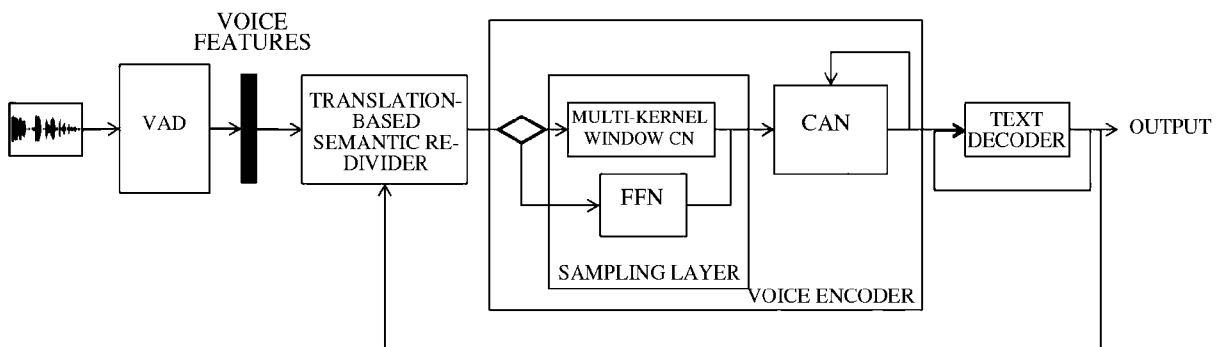 VOICE
FEATURES
VAD
TRANSLATION-
BASED
SEMANTIC RE-
DIVIDER
MULTI-KERNEL
WINDOW CN
FFN
SAMPLING LAYER
CAN
VOICE ENCODER
TEXT
DECODER
OUTPUT